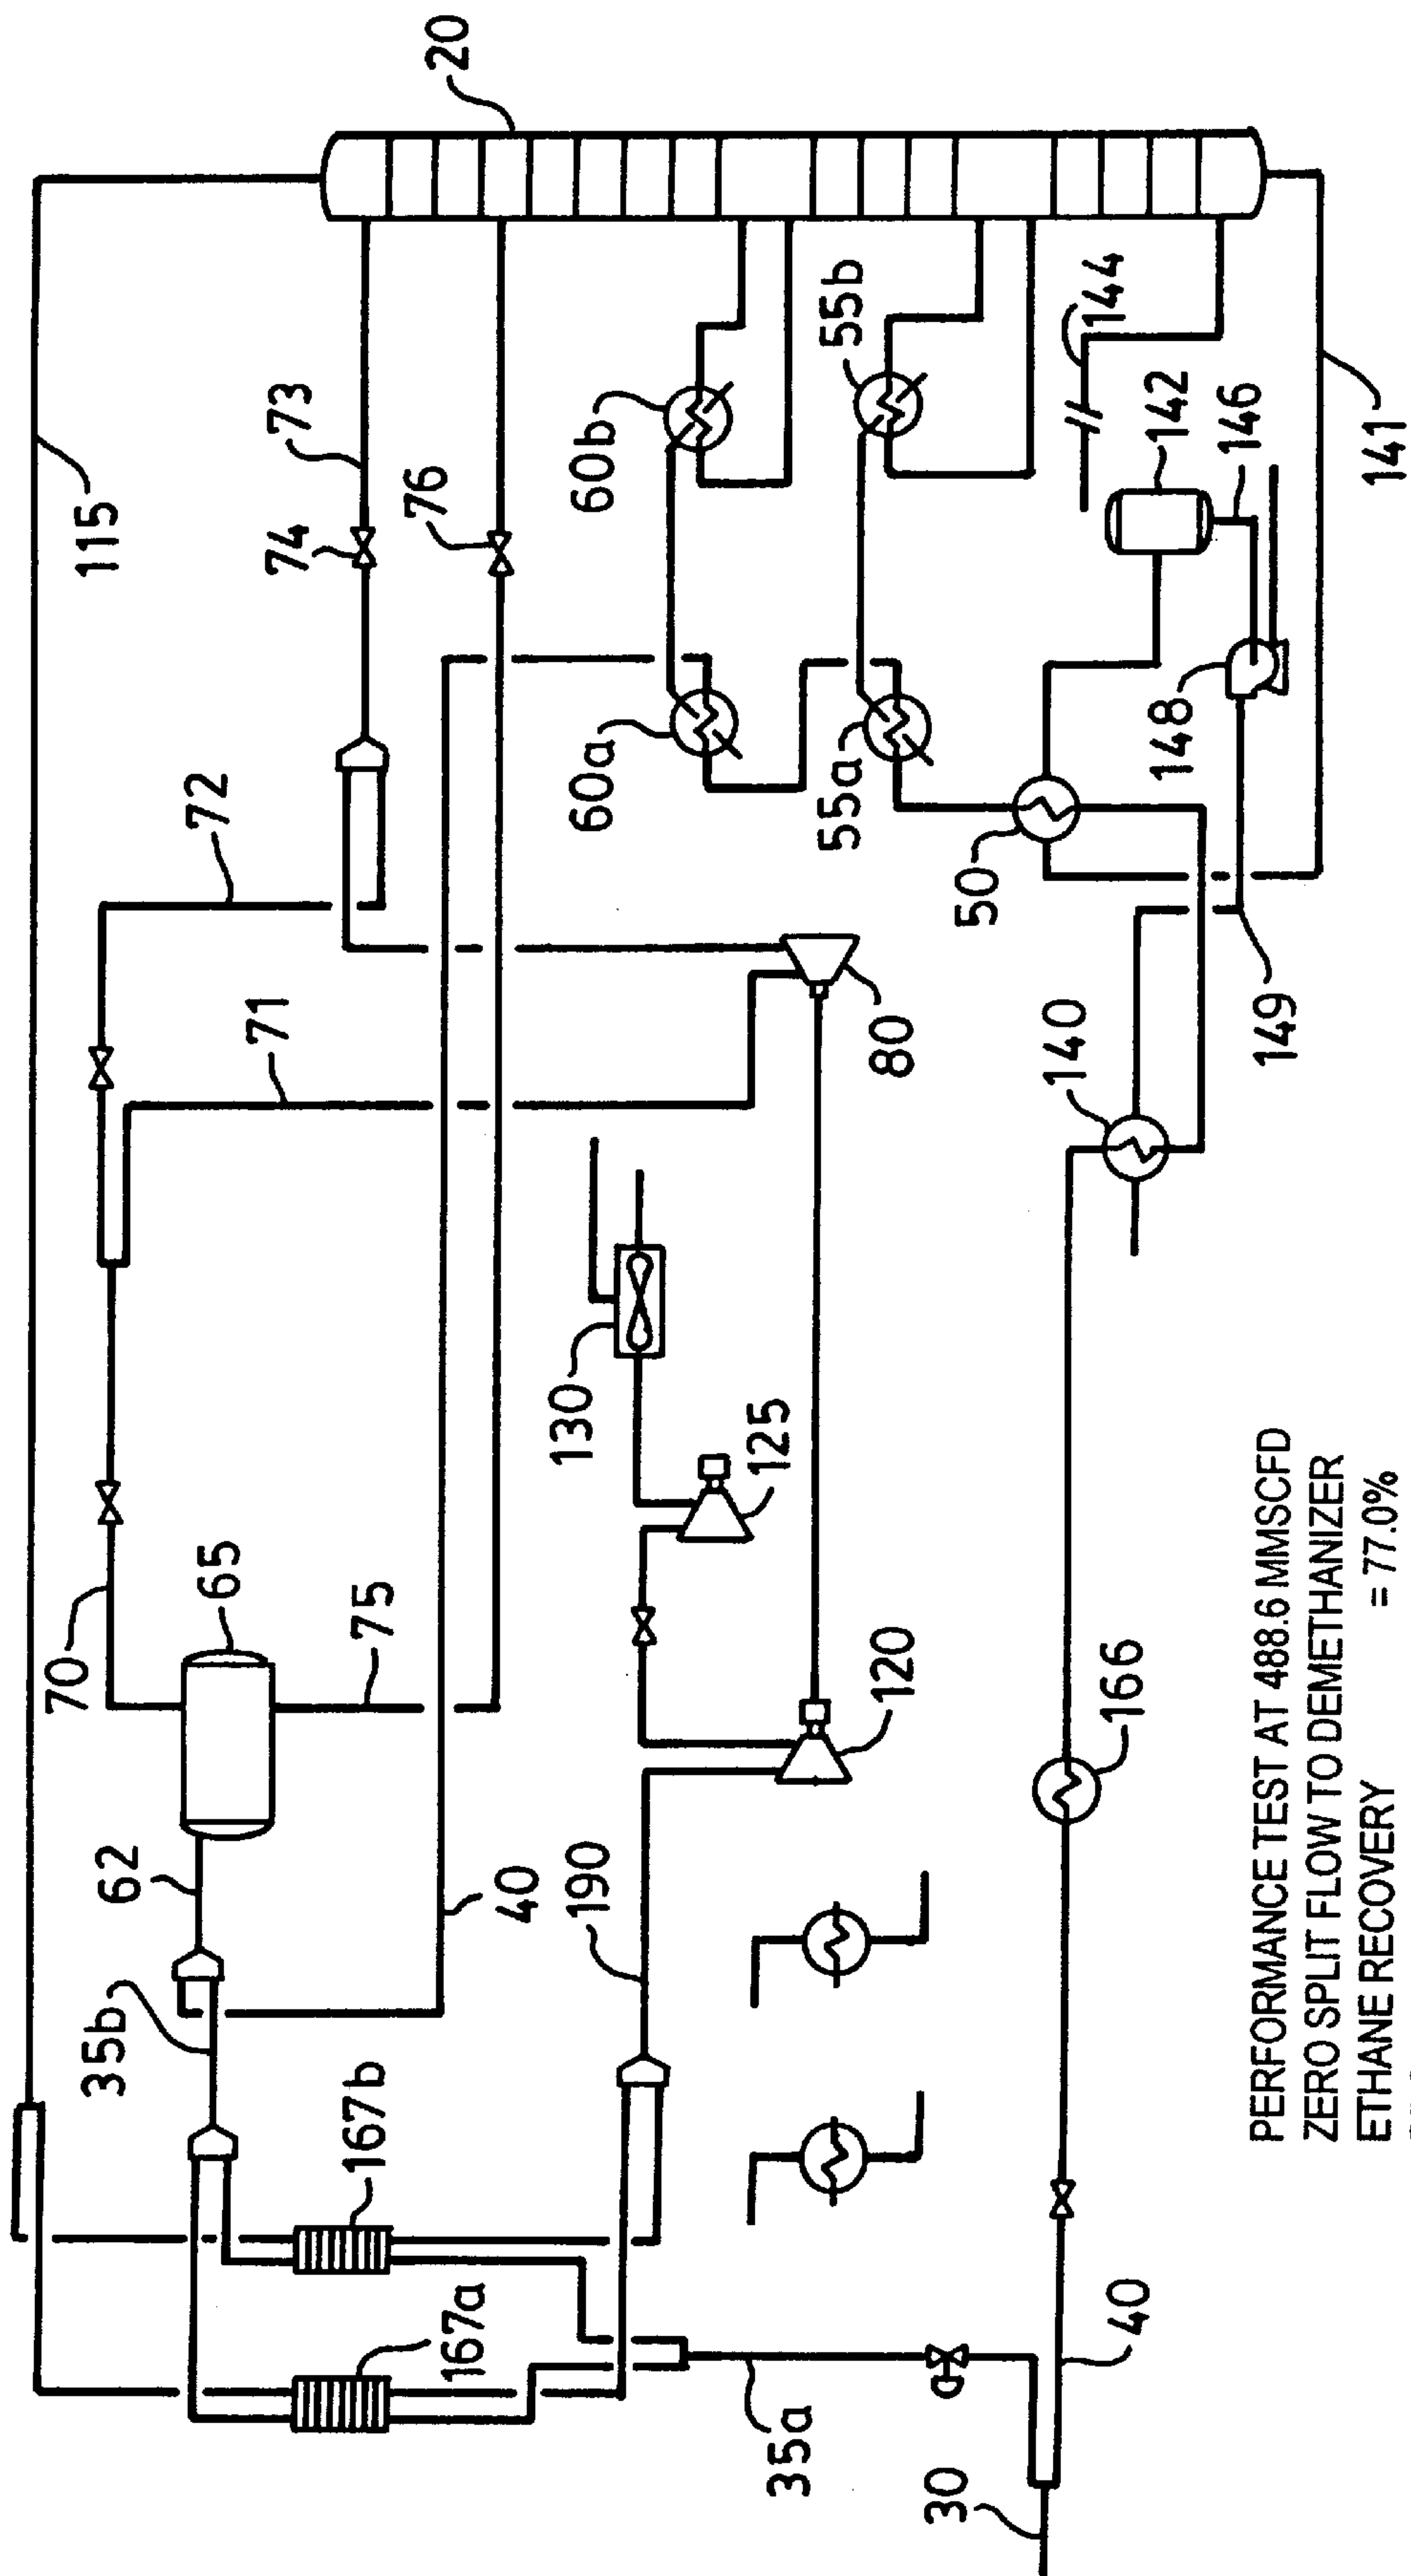 20
115
73
74
76
72
71
60b
55b
144
142
146
141
60a
55a
148
50
149
140
80
130
125
70
65
75
62
40
190
120
166
35b
167b
167a
35a
40
30
PERFORMANCE TEST AT 488.6 MMSCFD
ZERO SPLIT FLOW TO DEMETHANIZER
ETHANE RECOVERY = 77.0%